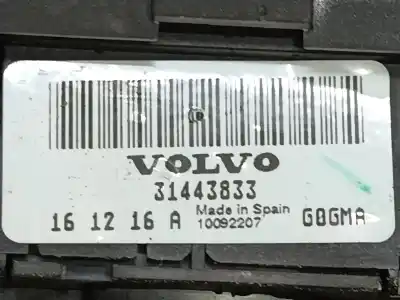 VOLVO
31443833
16 12 16 A Made in Spain G0GMA
10092207